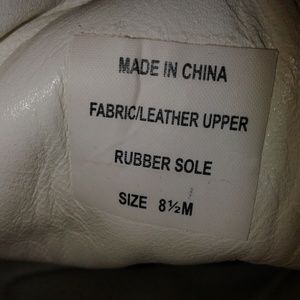 MADE IN CHINA
FABRIC/LEATHER UPPER
RUBBER SOLE
SIZE 8½M